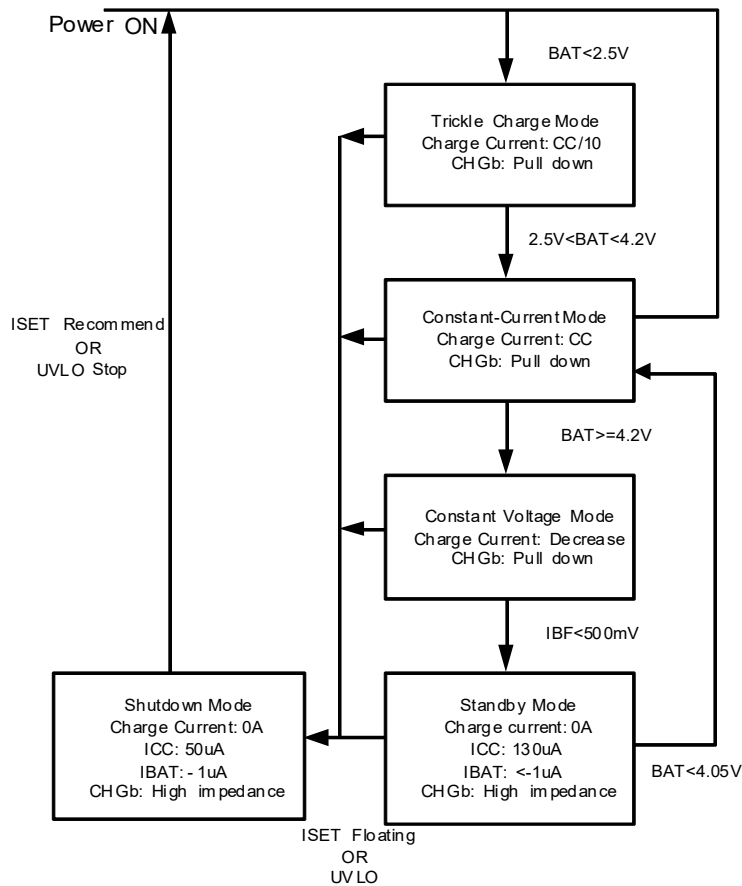 Power ON
BAT<2.5V
Trickle Charge Mode
Charge Current: CC/10
CHGb: Pull down
2.5V<BAT<4.2V
Constant-Current Mode
Charge Current: CC
CHGb: Pull down
ISET Recommend
OR
UVLO Stop
BAT>=4.2V
Constant Voltage Mode
Charge Current: Decrease
CHGb: Pull down
IBF<500mV
Shutdown Mode
Charge Current: 0A
ICC: 50uA
IBAT: -1uA
CHGb: High impedance
Standby Mode
Charge current: 0A
ICC: 130uA
IBAT: <-1uA
CHGb: High impedance
BAT<4.05V
ISET Floating
OR
UVLO